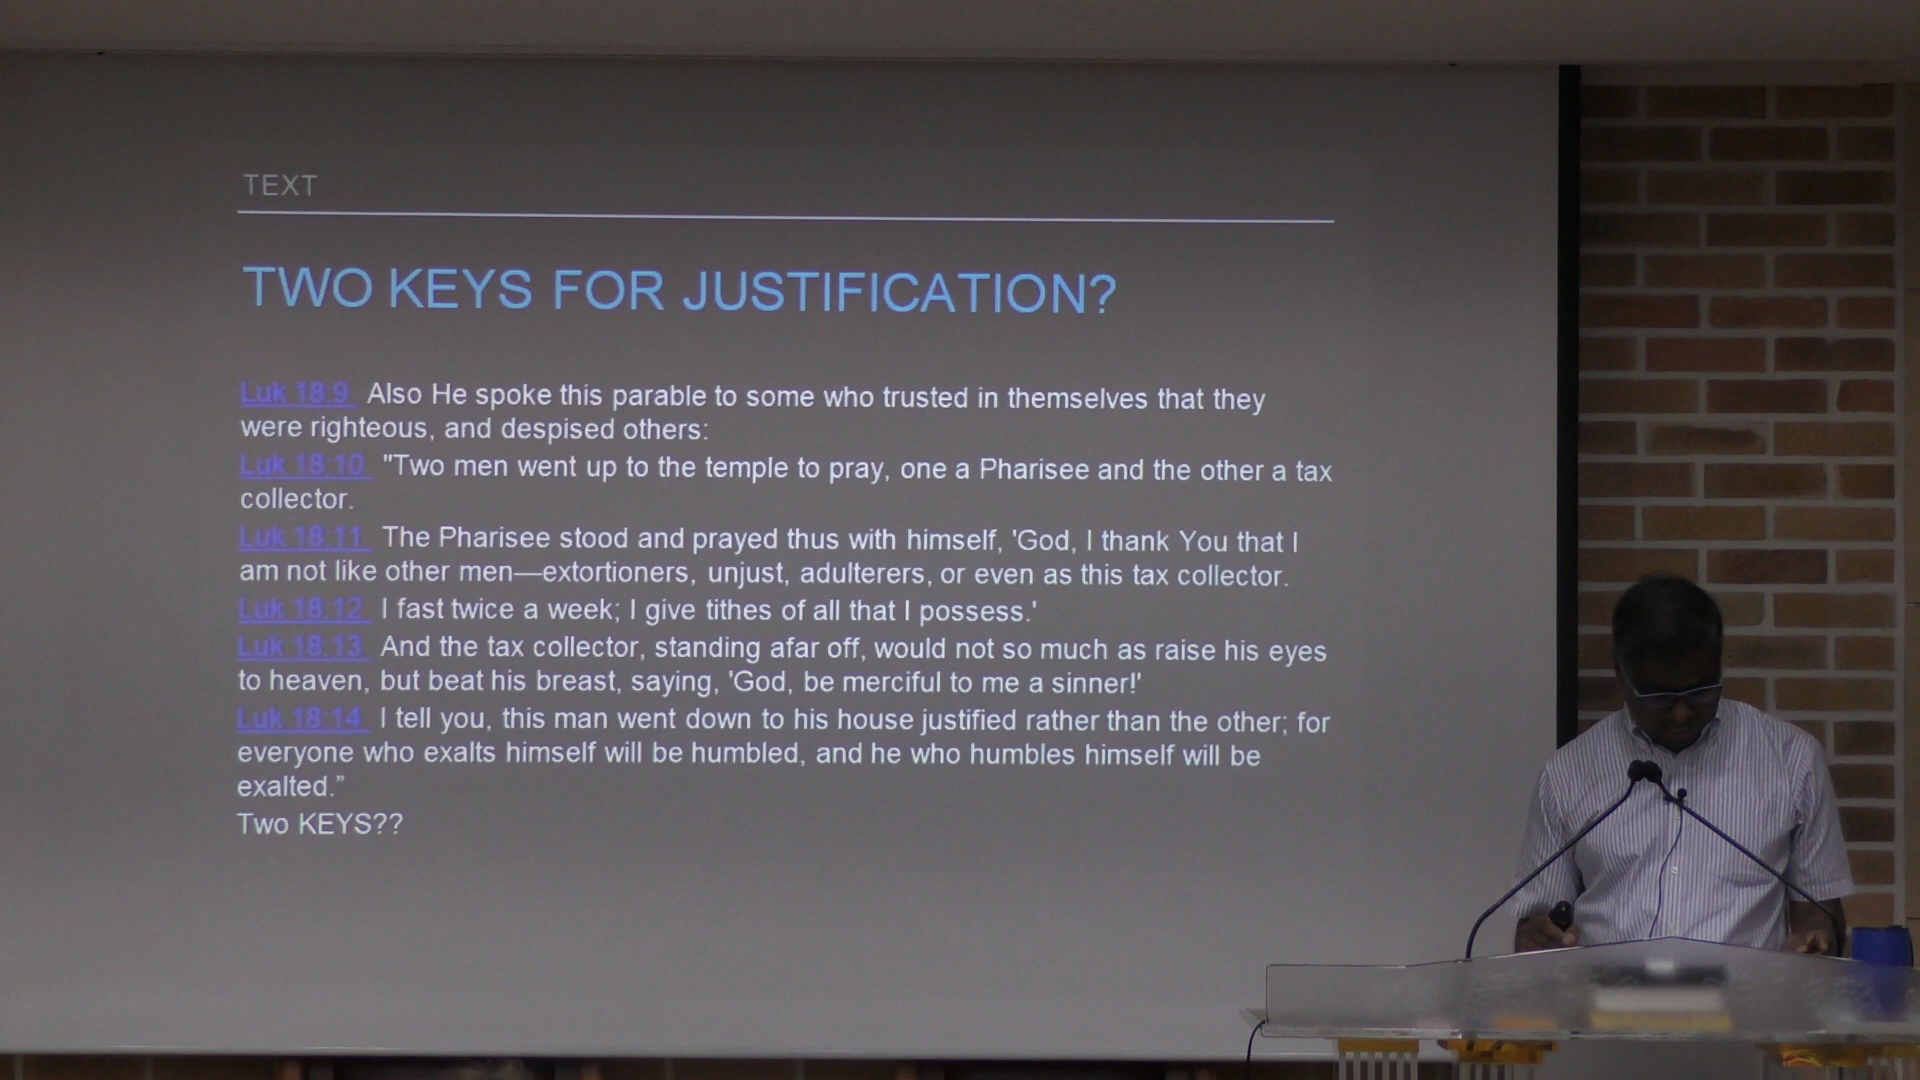 TEXT
TWO KEYS FOR JUSTIFICATION?
Luk 18:9 Also He spoke this parable to some who trusted in themselves that they
were righteous, and despised others:
Luk 18:10 "Two men went up to the temple to pray, one a Pharisee and the other a tax
collector.
Luk 18:11 The Pharisee stood and prayed thus with himself, 'God, I thank You that I
am not like other men—extortioners, unjust, adulterers, or even as this tax collector.
Luk 18:12 I fast twice a week; I give tithes of all that I possess.'
Luk 18:13 And the tax collector, standing afar off, would not so much as raise his eyes
to heaven, but beat his breast, saying, 'God, be merciful to me a sinner!'
Luk 18:14 I tell you, this man went down to his house justified rather than the other; for
everyone who exalts himself will be humbled, and he who humbles himself will be
exalted.”
Two KEYS??